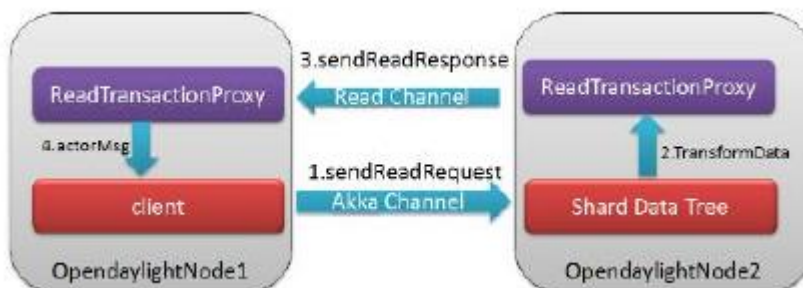 3.sendReadResponse
ReadTransactionProxy
Read Channel
ReadTransactionProxy
4.actorMsg
2.TransformData
1.sendReadRequest
client
Akka Channel
Shard Data Tree
OpendaylightNode1
OpendaylightNode2